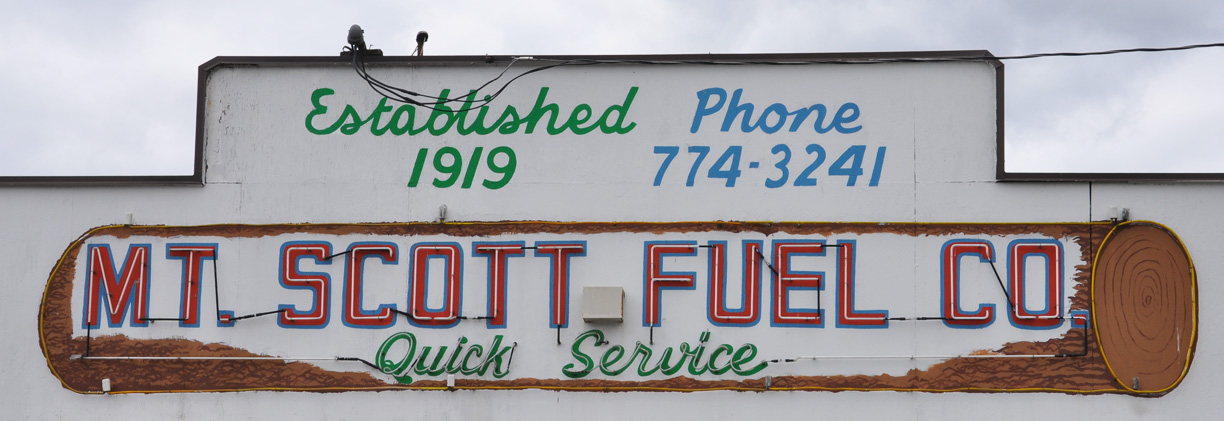 Established Phone
1919 774-3241
MT. SCOTT FUEL CO
Quick Service